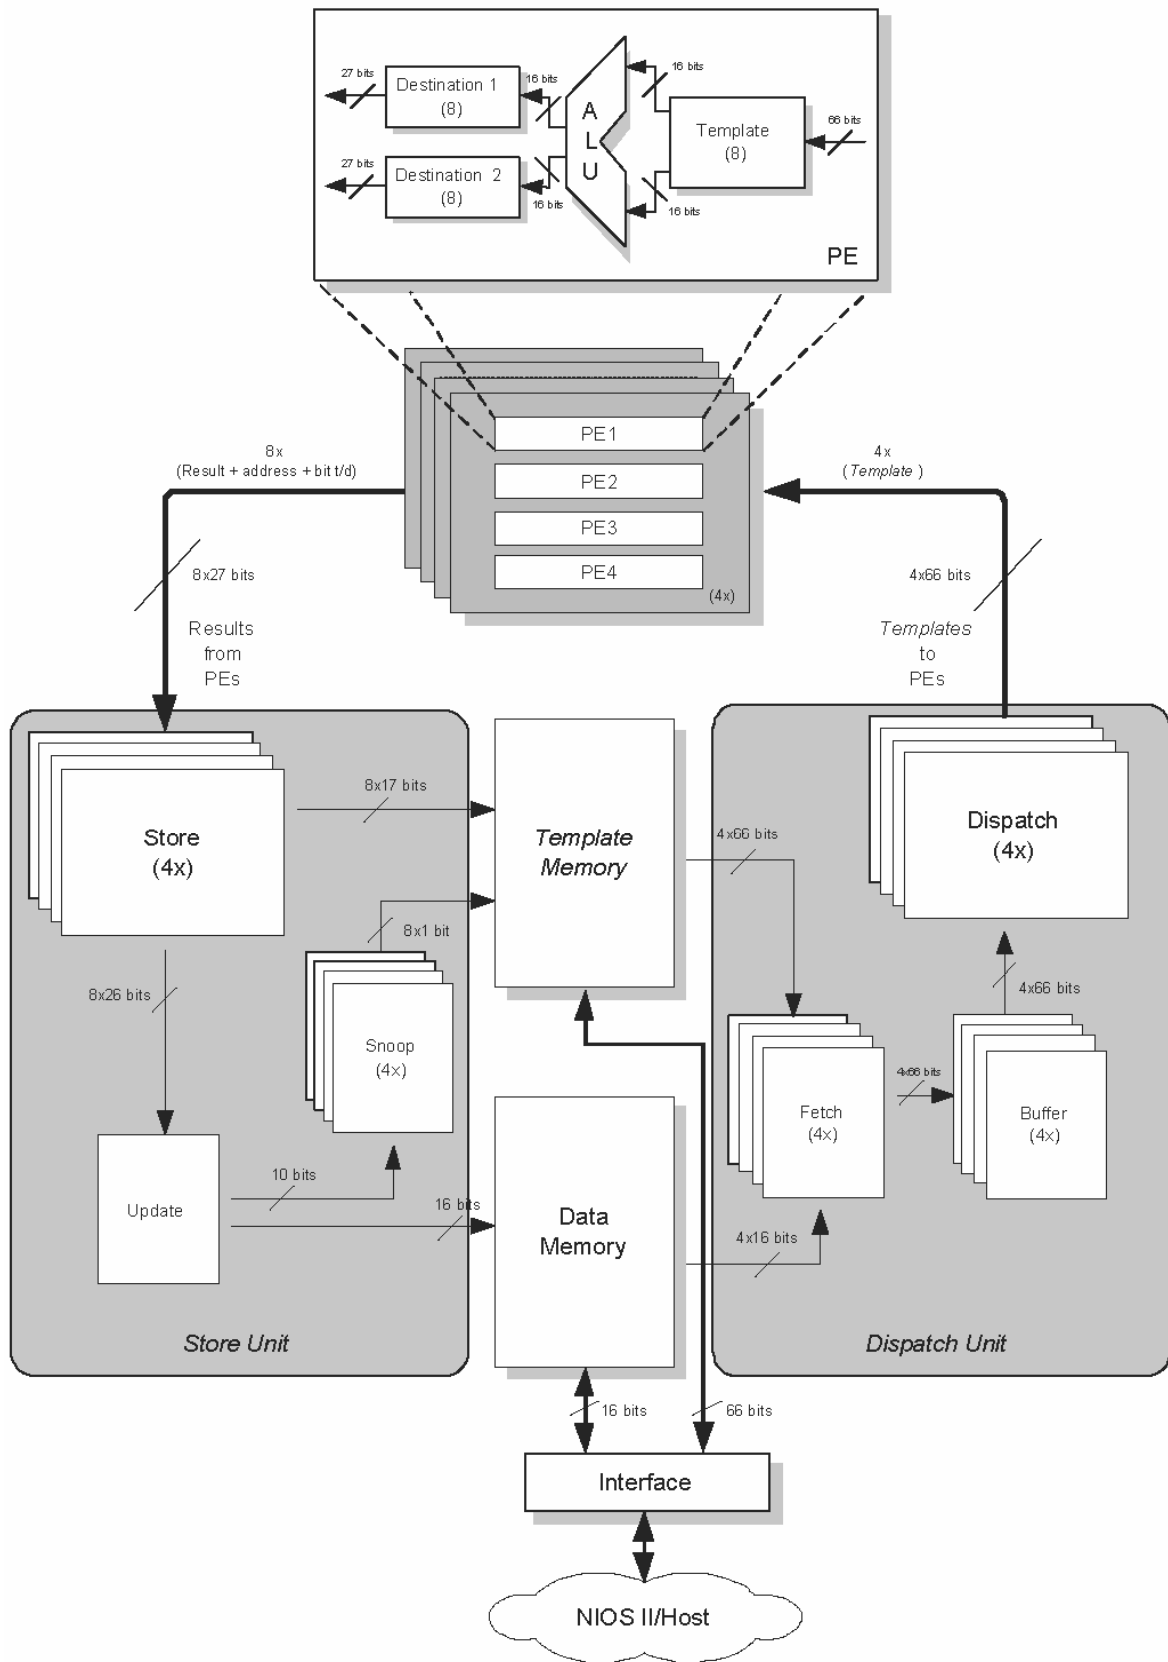 27 bits
Destination 1
(8)
16 bits
A
L
U
16 bits
Template
(8)
66 bits
27 bits
Destination 2
(8)
16 bits
16 bits
PE
8x
(Result + address + bit t/d)
PE1
PE2
PE3
PE4
(4x)
4x
(Template )
8x27 bits
Results
from
PEs
4x66 bits
Templates
to
PEs
Store
(4x)
8x17 bits
Template
Memory
4x66 bits
Dispatch
(4x)
8x1 bit
8x26 bits
Snoop
(4x)
4x66 bits
Fetch
(4x)
4x66 bits
Buffer
(4x)
Update
10 bits
16 bits
Data
Memory
4x16 bits
Store Unit
Dispatch Unit
16 bits
66 bits
Interface
NIOS II/Host